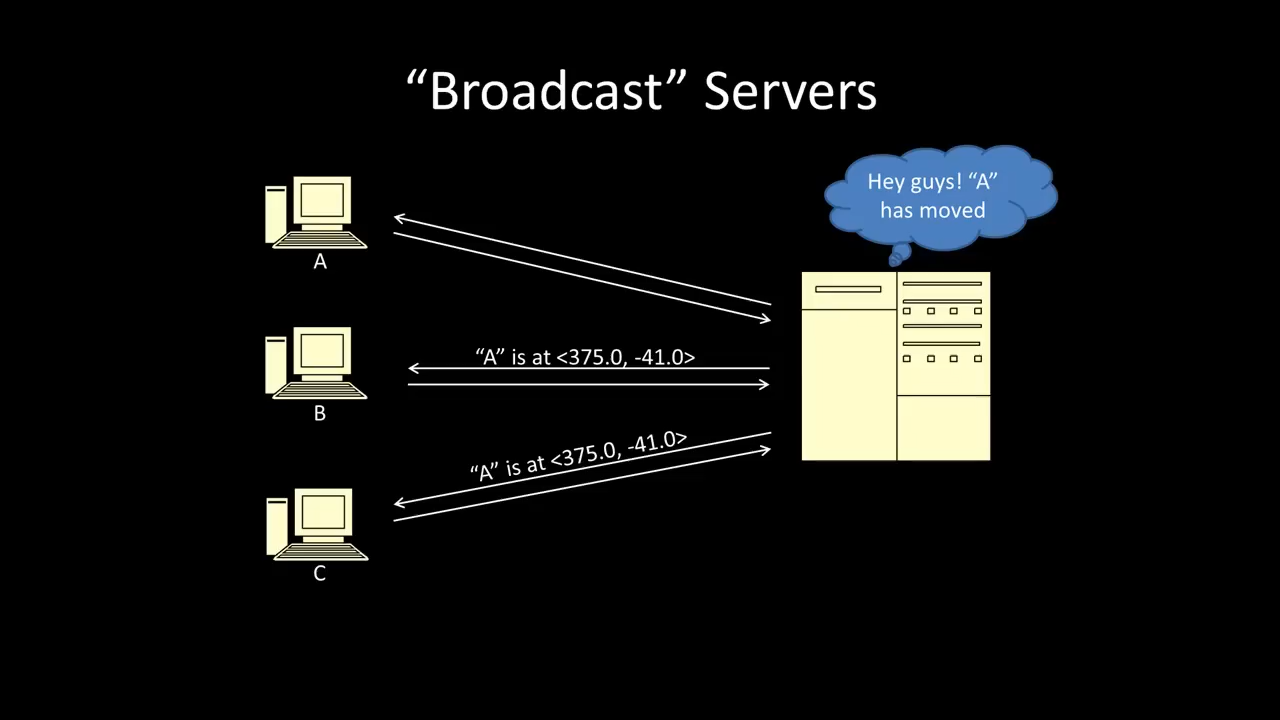 “Broadcast” Servers
Hey guys! “A”
has moved
A
“A” is at <375.0, -41.0>
B
“A” is at <375.0, -41.0>
C